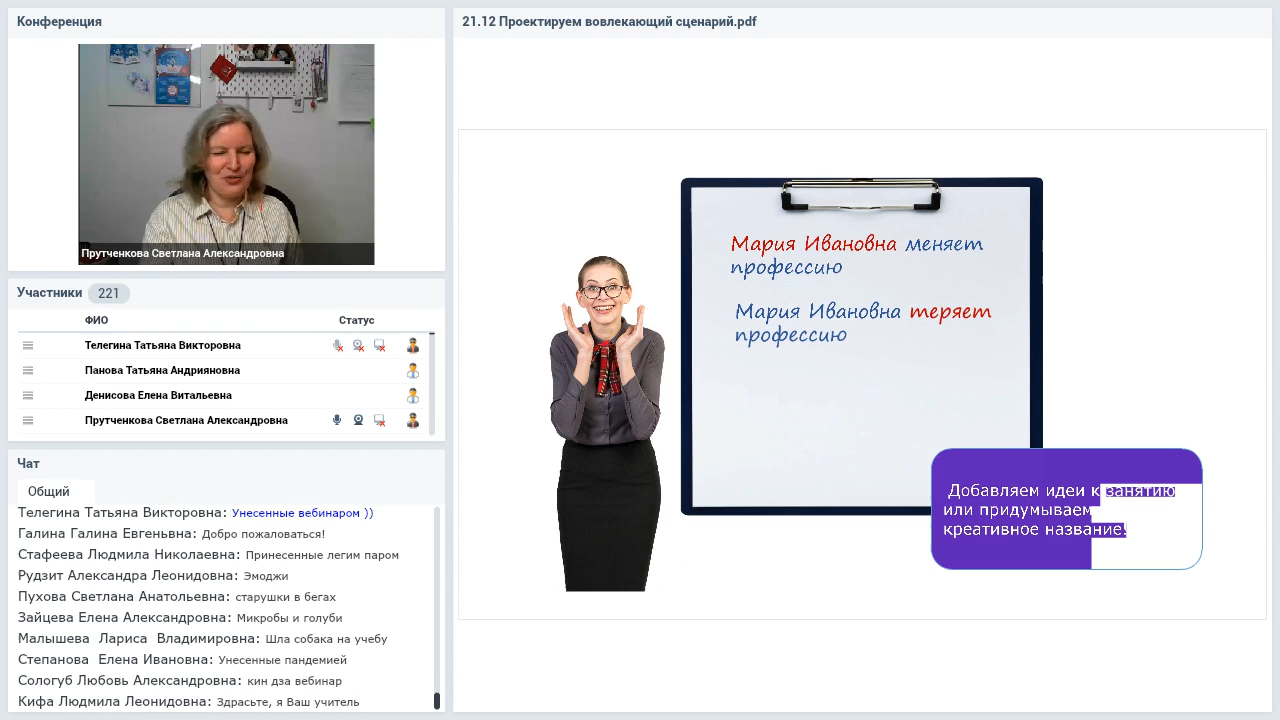 Конференция
Прутченкова Светлана Александровна
Участники 221
ФИО Статус
Телегина Татьяна Викторовна
Панова Татьяна Андрияновна
Денисова Елена Витальевна
Прутченкова Светлана Александровна
Чат
Общий
Телегина Татьяна Викторовна: Унесенные вебинаром ))
Галина Галина Евгеньвна: Добро пожаловаться!
Стафеева Людмила Николаевна: Принесенные легим паром
Рудзит Александра Леонидовна: Эмоджи
Пухова Светлана Анатольевна: старушки в бегах
Зайцева Елена Александровна: Микробы и голуби
Малышева Лариса Владимировна: Шла собака на учебу
Степанова Елена Ивановна: Унесенные пандемией
Сологуб Любовь Александровна: кин дза вебинар
Кифа Людмила Леонидовна: Здрасьте, я Ваш учитель
21.12 Проектируем вовлекающий сценарий.pdf
Мария Ивановна меняет
профессию
Мария Ивановна теряет
профессию
Добавляем идеи к занятию
или придумываем
креативное название!